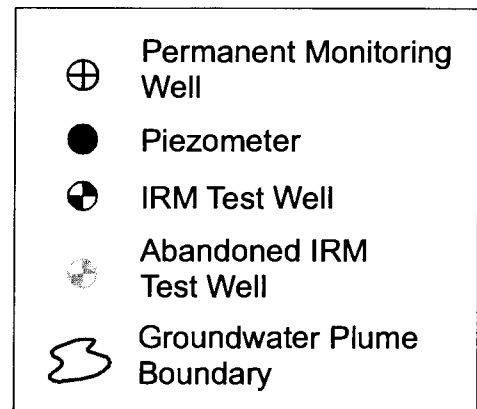 Permanent Monitoring
Well
Piezometer
IRM Test Well
Abandoned IRM
Test Well
Groundwater Plume
Boundary